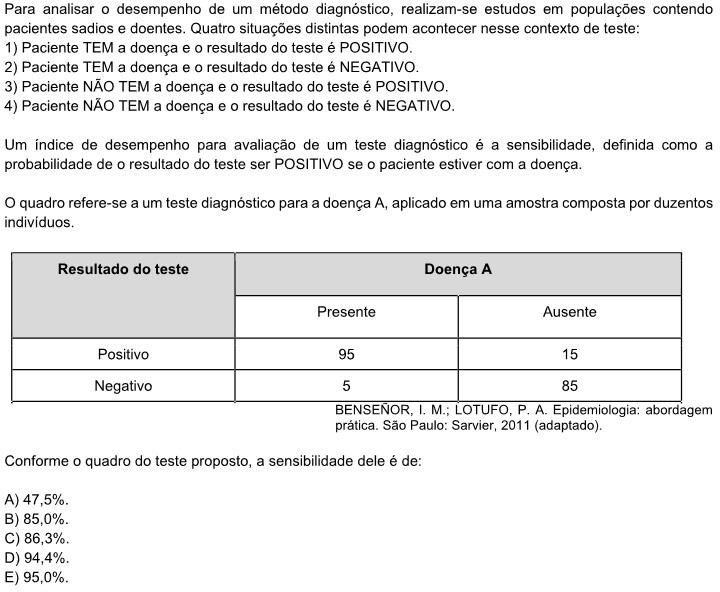 Para analisar o desempenho de um método diagnóstico, realizam-se estudos em populações contendo
pacientes sadios e doentes. Quatro situações distintas podem acontecer nesse contexto de teste:
1) Paciente TEM a doença e o resultado do teste é POSITIVO.
2) Paciente TEM a doença e o resultado do teste é NEGATIVO.
3) Paciente NÃO TEM a doença e o resultado do teste é POSITIVO.
4) Paciente NÃO TEM a doença e o resultado do teste é NEGATIVO.
Um índice de desempenho para avaliação de um teste diagnóstico é a sensibilidade, definida como a
probabilidade de o resultado do teste ser POSITIVO se o paciente estiver com a doença.
O quadro refere-se a um teste diagnóstico para a doença A, aplicado em uma amostra composta por duzentos
indivíduos.
Resultado do teste Doença A
Presente Ausente
Positivo 95 15
Negativo 5 85
BENSEÑOR, I. M.; LOTUFO, P. A. Epidemiologia: abordagem
prática. São Paulo: Sarvier, 2011 (adaptado).
Conforme o quadro do teste proposto, a sensibilidade dele é de:
A) 47,5%.
B) 85,0%.
C) 86,3%.
D) 94,4%.
E) 95,0%.